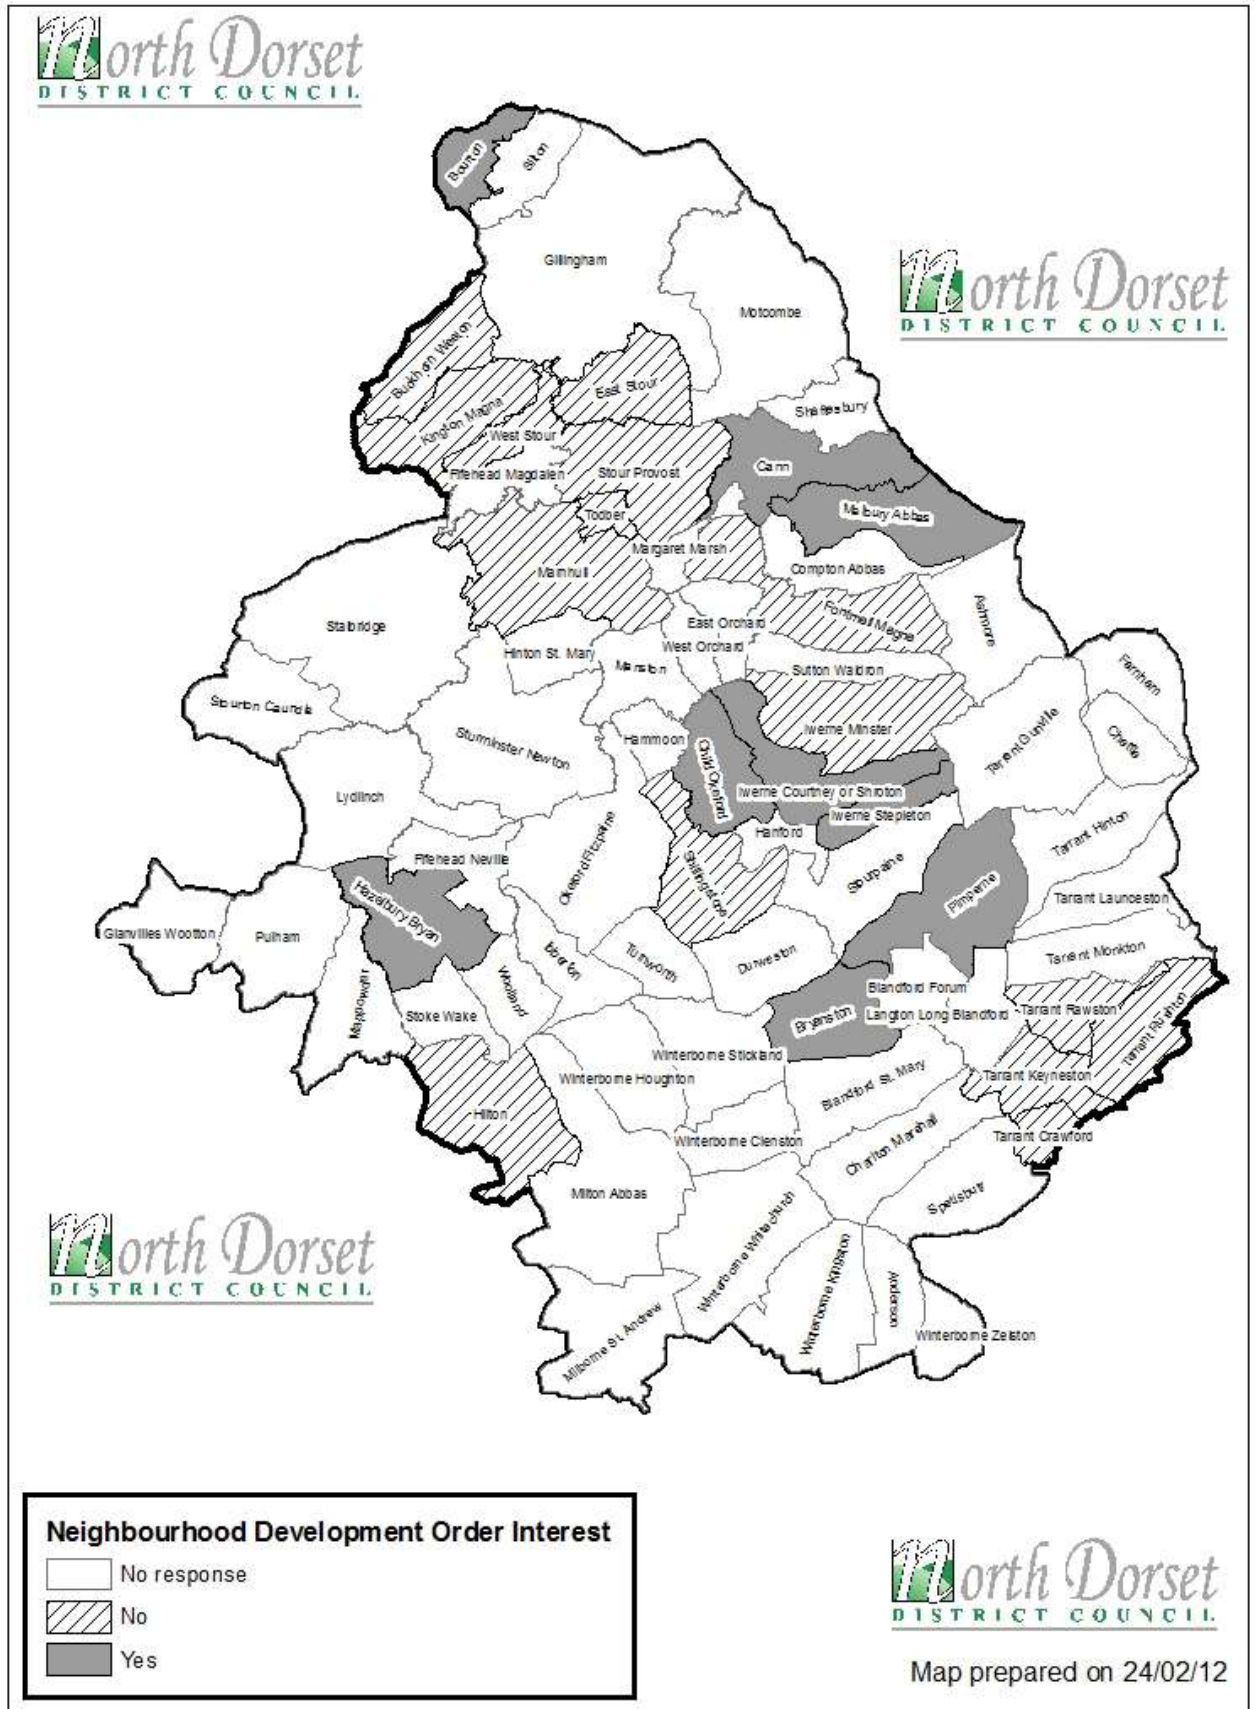 North Dorset
DISTRICT COUNCIL
Bourton
Silton
Gillingham
North Dorset
DISTRICT COUNCIL
Motcombe
Buckhorn Weston
East Stour
Kington Magna
Shaftesbury
West Stour
Cann
Fifehead Magdalen
Stour Provost
Todber
Melbury Abbas
Margaret Marsh
Marnhull
Compton Abbas
Stalbridge
East Orchard
Fontmell Magna
Ashmore
Hinton St. Mary
West Orchard
Manston
Sutton Waldron
Farnham
Stourton Caundle
Sturminster Newton
Hammoon
Iwerne Minster
Tarrant Gunville
Chettle
Child Okeford
Lydlinch
Iwerne Courtney or Shroton
Iwerne Stepleton
Hanford
Tarrant Hinton
Fifehead Neville
Okeford Fitzpaine
Shillingstone
Stourpaine
Pimperne
Hazelbury Bryan
Tarrant Launceston
Glanvilles Wootton
Pulham
Ibberton
Turnworth
Durweston
Tarrant Monkton
Mappowder
Woolland
Blandford Forum
Stoke Wake
Bryanston
Langton Long Blandford
Tarrant Rawston
Tarrant Rushton
Winterborne Stickland
Winterborne Houghton
Blandford St. Mary
Tarrant Keyneston
Hilton
Winterborne Clenston
Charlton Marshall
Tarrant Crawford
Milton Abbas
Spetisbury
North Dorset
DISTRICT COUNCIL
Winterborne Whitechurch
Winterborne Kingston
Anderson
Milborne St. Andrew
Winterborne Zelston
Neighbourhood Development Order Interest
No response
No
Yes
North Dorset
DISTRICT COUNCIL
Map prepared on 24/02/12